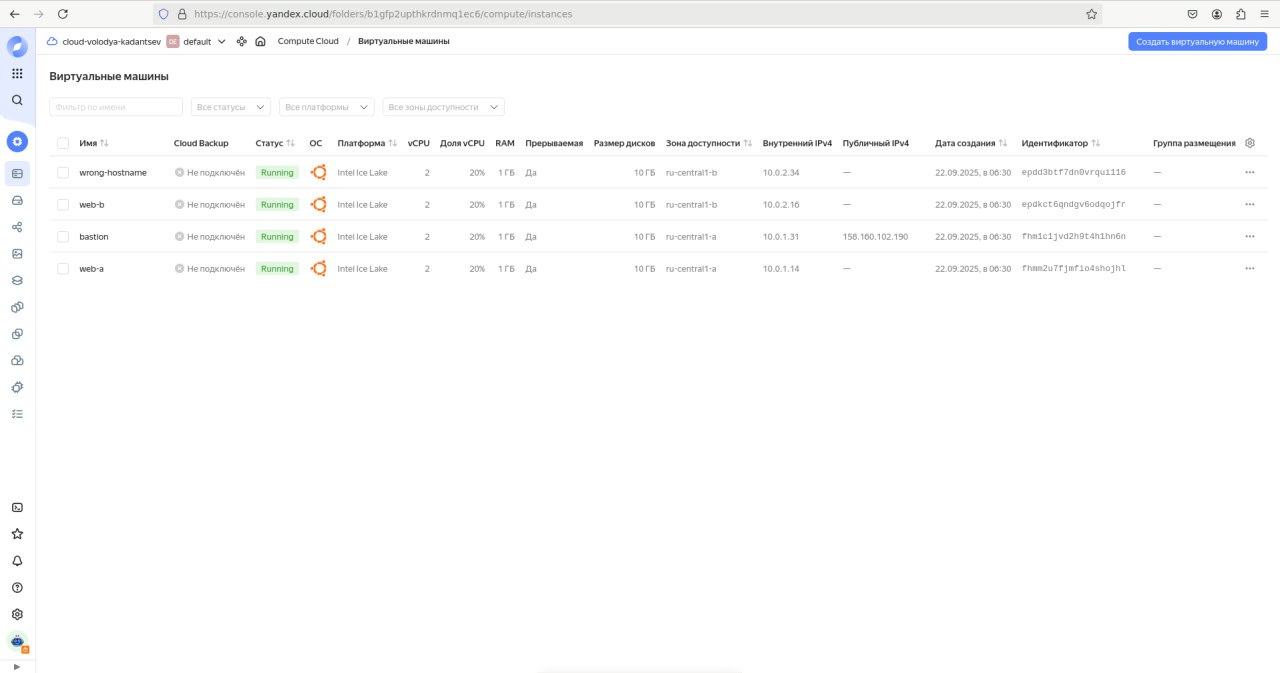 https://console.yandex.cloud/folders/b1gfp2upthkrdnmq1ec6/compute/instances
cloud-volodya-kadantsev DE default Compute Cloud / Виртуальные машины Создать виртуальную машину
Виртуальные машины
Фильтр по имени Все статусы Все платформы Все зоны доступности
Имя Cloud Backup Статус ОС Платформа vCPU Доля vCPU RAM Прерываемая Размер дисков Зона доступности Внутренний IPv4 Публичный IPv4 Дата создания Идентификатор Группа размещения
wrong-hostname Не подключён Running Intel Ice Lake 2 20% 1 ГБ Да 10 ГБ ru-central1-b 10.0.2.34 — 22.09.2025, в 06:30 epdd3btf7dn0vrqui116 —
web-b Не подключён Running Intel Ice Lake 2 20% 1 ГБ Да 10 ГБ ru-central1-b 10.0.2.16 — 22.09.2025, в 06:30 epdkct6qndgv6odqojfr —
bastion Не подключён Running Intel Ice Lake 2 20% 1 ГБ Да 10 ГБ ru-central1-a 10.0.1.31 158.160.102.190 22.09.2025, в 06:30 fhm1c1jvd2h9t4h1hn6n —
web-a Не подключён Running Intel Ice Lake 2 20% 1 ГБ Да 10 ГБ ru-central1-a 10.0.1.14 — 22.09.2025, в 06:30 fhmm2u7fjmfio4shojhl —